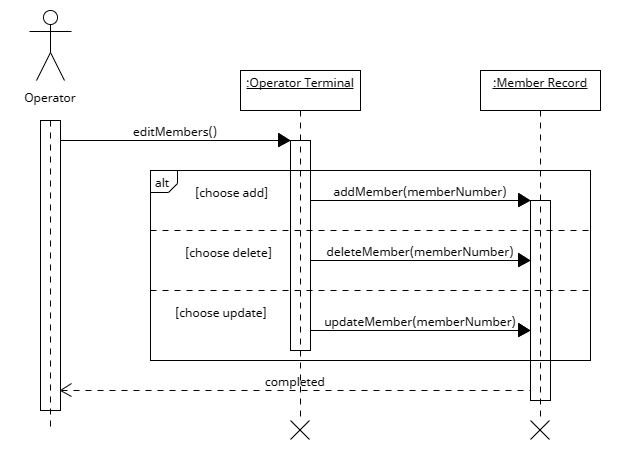 Operator
:Operator Terminal
:Member Record
editMembers()
alt
[choose add]
addMember(memberNumber)
[choose delete]
deleteMember(memberNumber)
[choose update]
updateMember(memberNumber)
completed